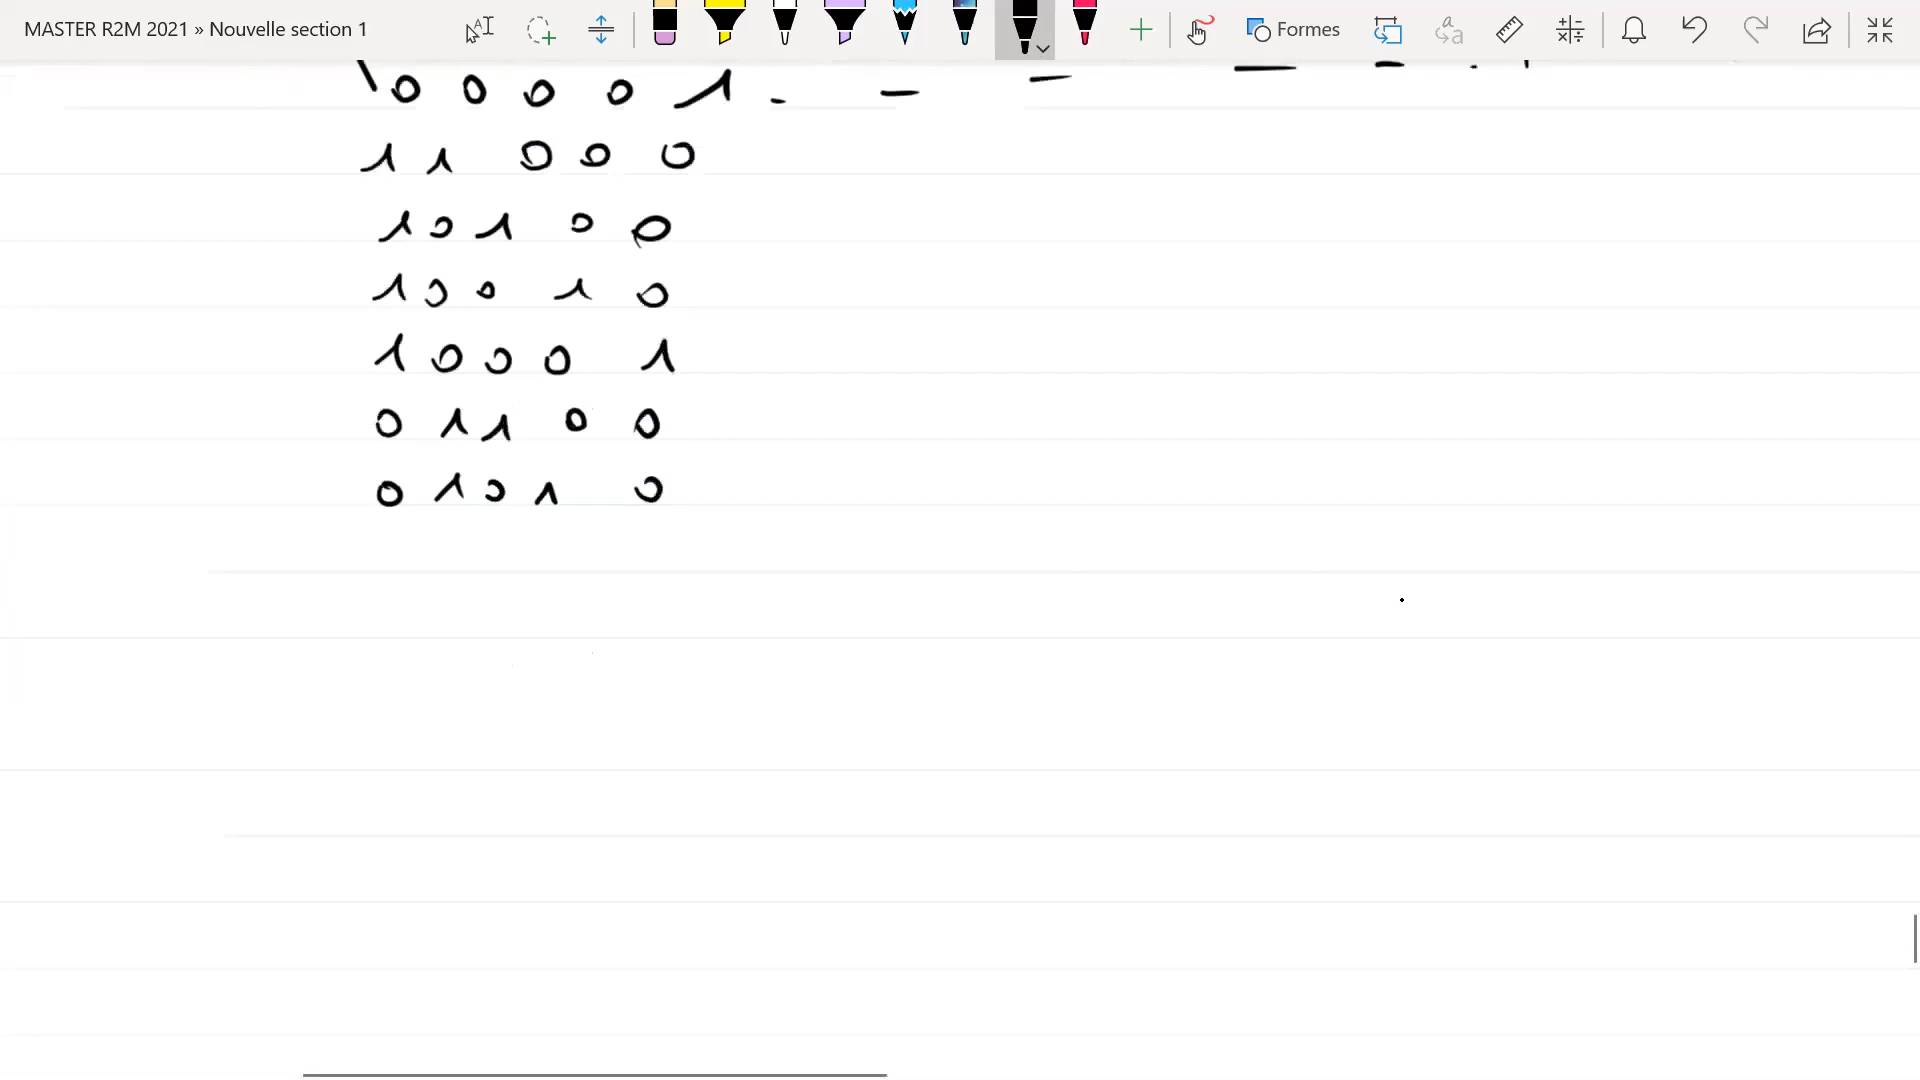 MASTER R2M 2021 » Nouvelle section 1
Formes
0 0 0 0 1 . - - - -
1 1 0 0 0
1 0 1 0 0
1 0 0 1 0
1 0 0 0 1
0 1 1 0 0
0 1 0 1 0